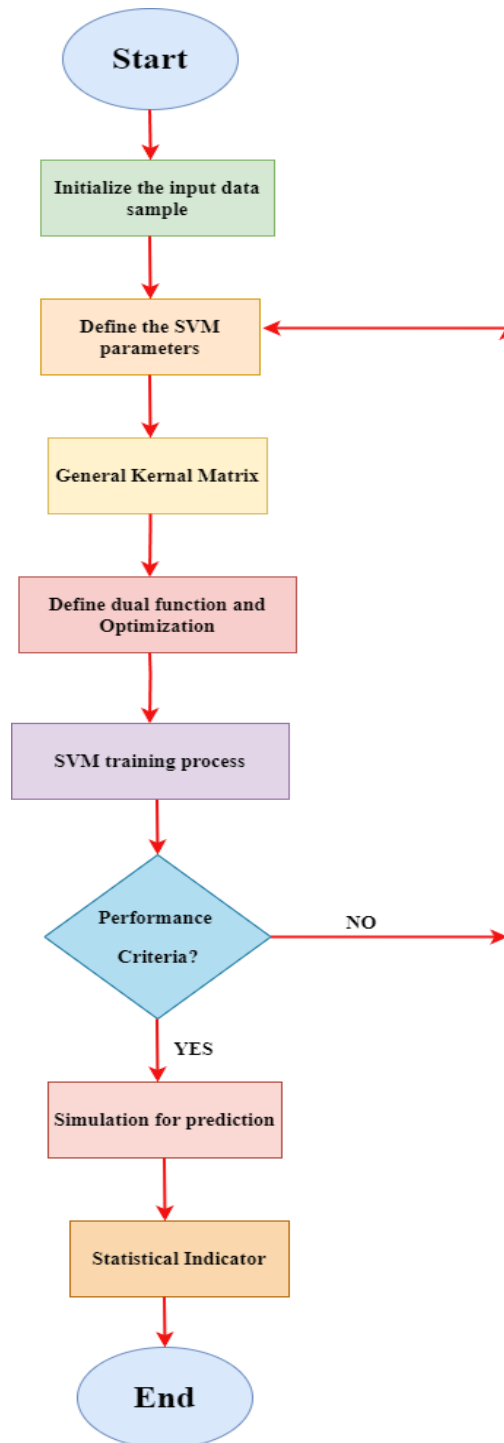 Start
Initialize the input data
sample
Define the SVM
parameters
General Kernal Matrix
Define dual function and
Optimization
SVM training process
Performance
Criteria?
NO
YES
Simulation for prediction
Statistical Indicator
End